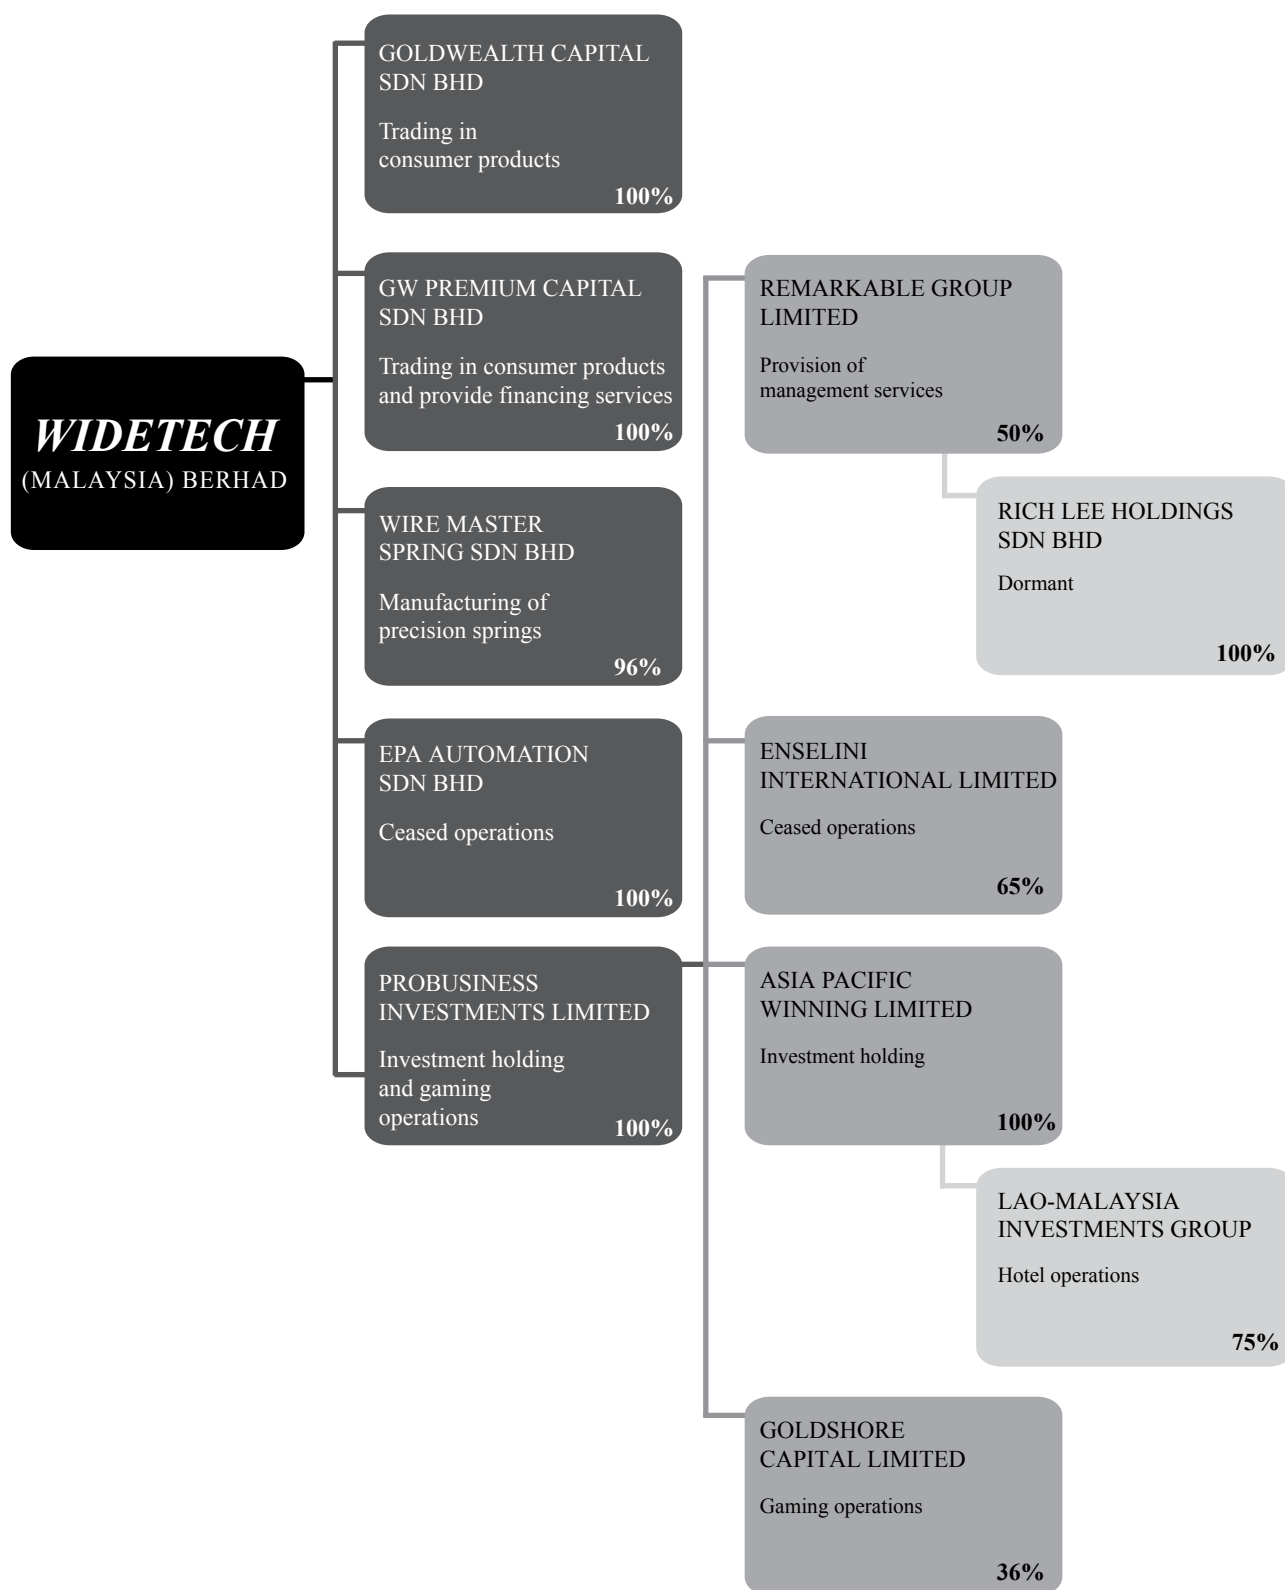 GOLDWEALTH CAPITAL
SDN BHD
Trading in
consumer products
100%
GW PREMIUM CAPITAL
SDN BHD
Trading in consumer products
and provide financing services
100%
WIDETECH
(MALAYSIA) BERHAD
WIRE MASTER
SPRING SDN BHD
Manufacturing of
precision springs
96%
EPA AUTOMATION
SDN BHD
Ceased operations
100%
PROBUSINESS
INVESTMENTS LIMITED
Investment holding
and gaming
operations
100%
REMARKABLE GROUP
LIMITED
Provision of
management services
50%
RICH LEE HOLDINGS
SDN BHD
Dormant
100%
ENSELINI
INTERNATIONAL LIMITED
Ceased operations
65%
ASIA PACIFIC
WINNING LIMITED
Investment holding
100%
LAO-MALAYSIA
INVESTMENTS GROUP
Hotel operations
75%
GOLDSHORE
CAPITAL LIMITED
Gaming operations
36%